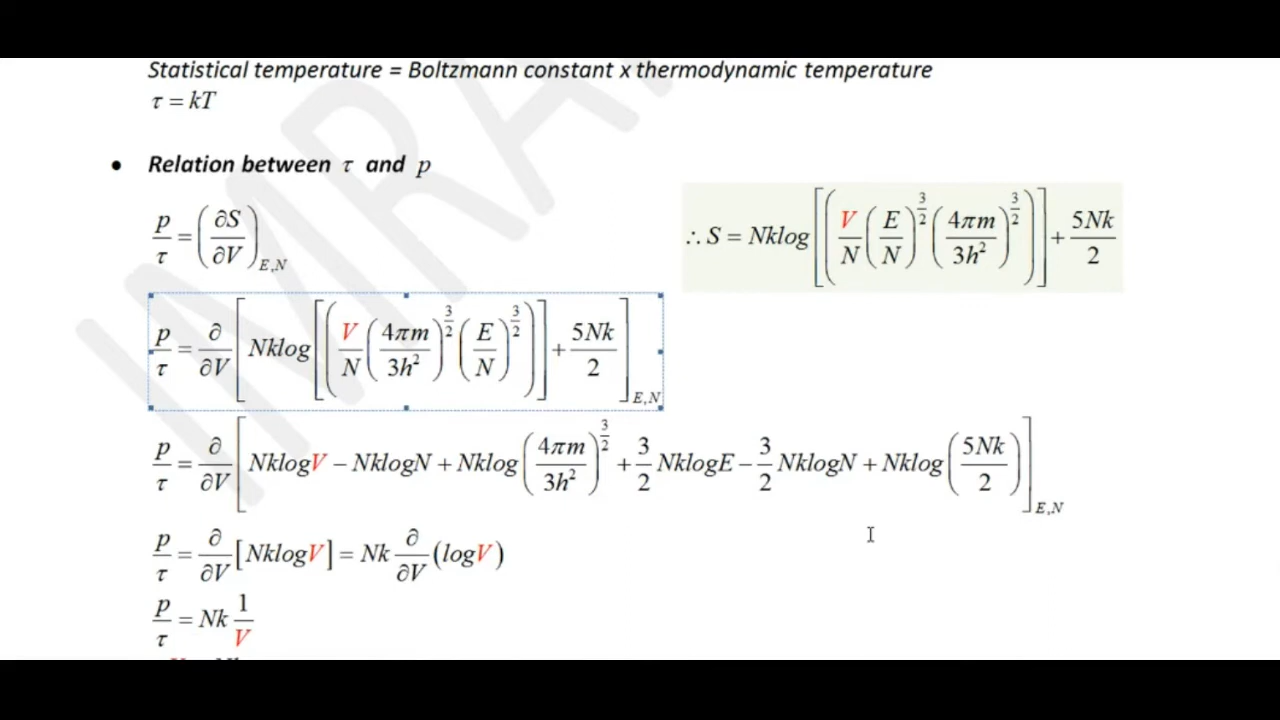 Statistical temperature = Boltzmann constant x thermodynamic temperature
τ = kT
• Relation between τ and p
p/τ = (∂S/∂V)_{E,N}
∴ S = Nklog[(V/N (E/N)^{3/2} (4πm/3h²)^{3/2})] + 5Nk/2
p/τ = ∂/∂V [Nklog[(V/N (4πm/3h²)^{3/2} (E/N)^{3/2})] + 5Nk/2]_{E,N}
p/τ = ∂/∂V [NklogV − NklogN + Nklog(4πm/3h²)^{3/2} + 3/2 NklogE − 3/2 NklogN + Nklog(5Nk/2)]_{E,N}
p/τ = ∂/∂V [NklogV] = Nk ∂/∂V (logV)
p/τ = Nk 1/V
IMRA